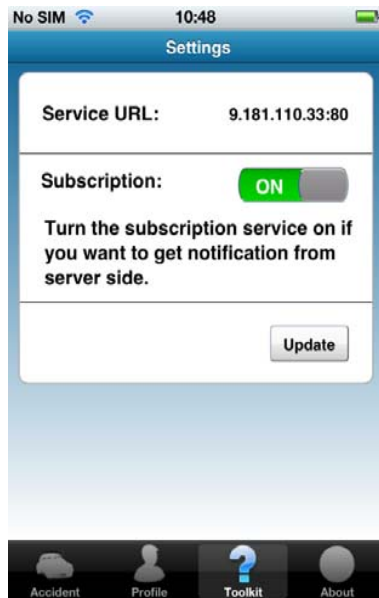 No SIM 10:48
Settings
Service URL: 9.181.110.33:80
Subscription: ON
Turn the subscription service on if
you want to get notification from
server side.
Update
Accident Profile Toolkit About